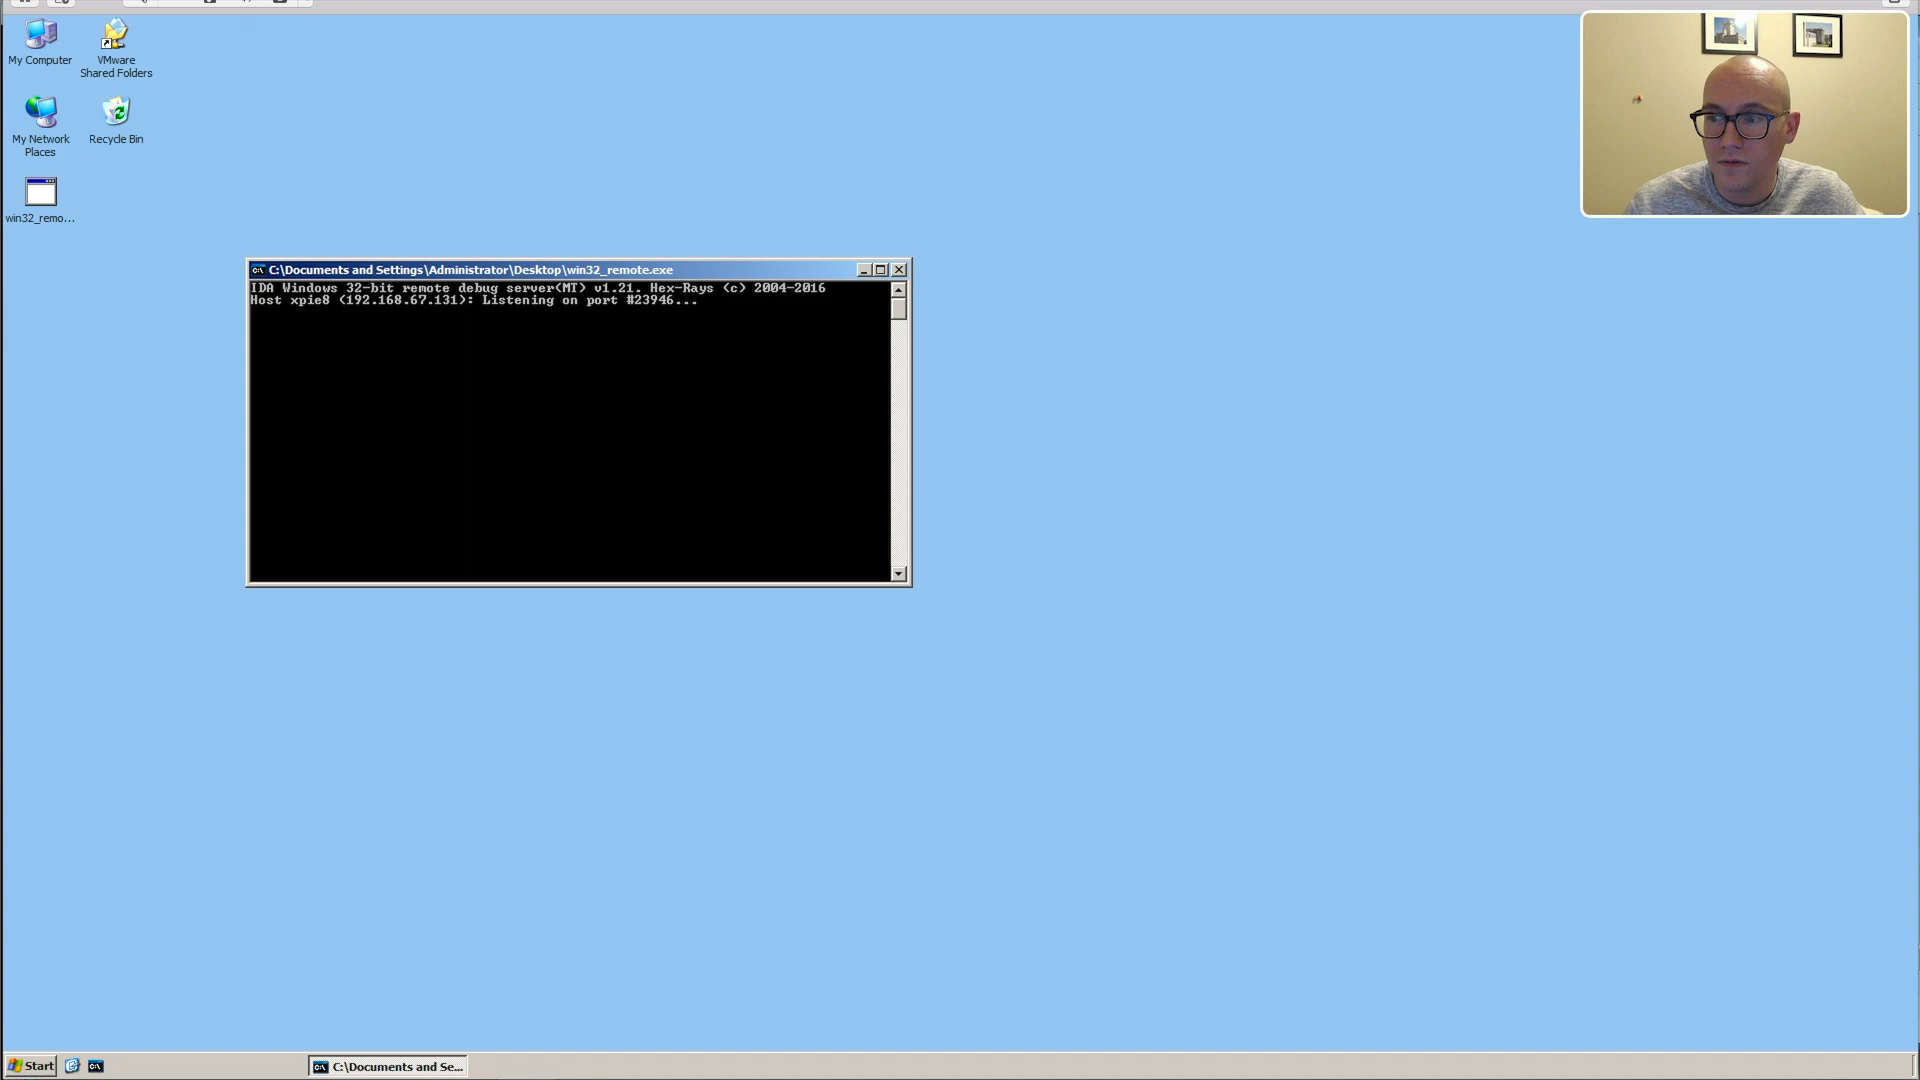 My Computer
VMware
Shared Folders
My Network
Places
Recycle Bin
win32_remo...
C:\Documents and Settings\Administrator\Desktop\win32_remote.exe
IDA Windows 32-bit remote debug server(MT) v1.21. Hex-Rays (c) 2004-2016
Host xpie8 (192.168.67.131): Listening on port #23946...
Start
C:\Documents and Se...